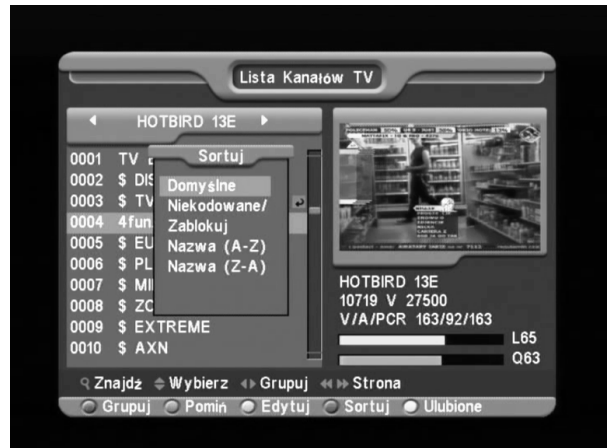 Lista Kanałów TV
HOTBIRD 13E
Sortuj
Domyślne
Niekodowane/
Zablokuj
Nazwa (A-Z)
Nazwa (Z-A)
0001 TV
0002 $ DIS
0003 $ TV
0004 4fun
0005 $ EU
0006 $ PL
0007 $ MI
0008 $ ZO
0009 $ EXTREME
0010 $ AXN
HOTBIRD 13E
10719 V 27500
V/A/PCR 163/92/163
L65
Q63
Znajdź Wybierz Grupuj Strona
Grupuj Pomiń Edytuj Sortuj Ulubione